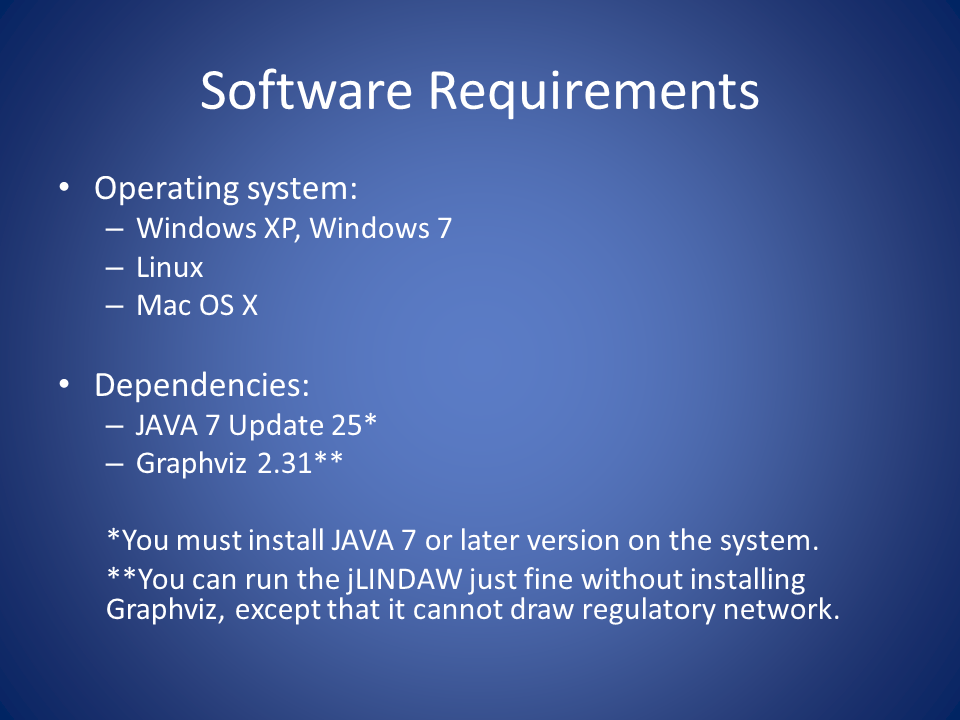 Software Requirements
• Operating system:
– Windows XP, Windows 7
– Linux
– Mac OS X
• Dependencies:
– JAVA 7 Update 25*
– Graphviz 2.31**
*You must install JAVA 7 or later version on the system.
**You can run the jLINDAW just fine without installing
Graphviz, except that it cannot draw regulatory network.